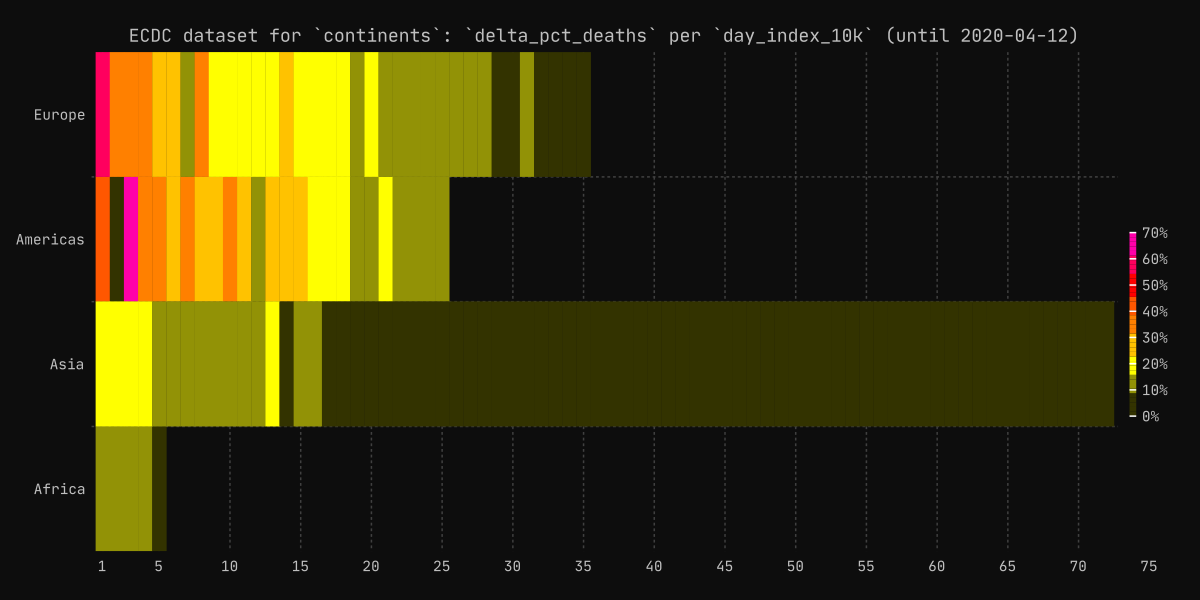 ECDC dataset for `continents`: `delta_pct_deaths` per `day_index_10k` (until 2020-04-12)
Europe
Americas
Asia
Africa
70%
60%
50%
40%
30%
20%
10%
0%
1 5 10 15 20 25 30 35 40 45 50 55 60 65 70 75